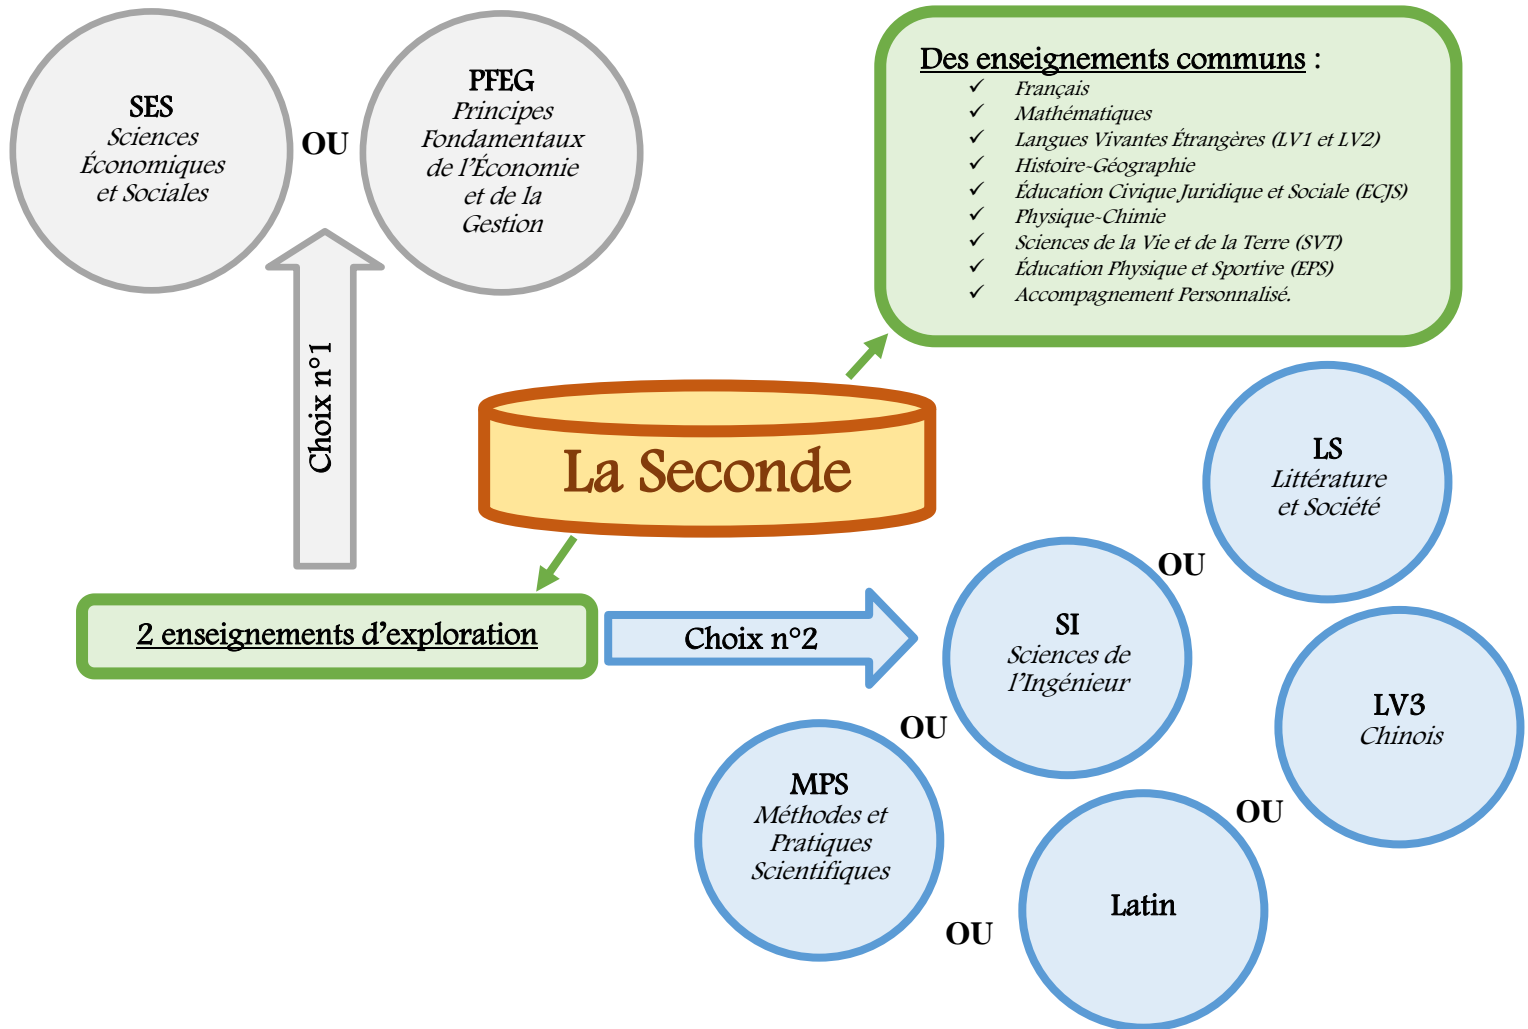 SES
Sciences
Économiques
et Sociales
OU
PFEG
Principes
Fondamentaux
de l'Économie
et de la
Gestion
Des enseignements communs :
✓ Français
✓ Mathématiques
✓ Langues Vivantes Étrangères (LV1 et LV2)
✓ Histoire-Géographie
✓ Éducation Civique Juridique et Sociale (ECJS)
✓ Physique-Chimie
✓ Sciences de la Vie et de la Terre (SVT)
✓ Éducation Physique et Sportive (EPS)
✓ Accompagnement Personnalisé.
Choix n°1
La Seconde
2 enseignements d'exploration
Choix n°2
LS
Littérature
et Société
OU
SI
Sciences de
l'Ingénieur
OU
LV3
Chinois
MPS
Méthodes et
Pratiques
Scientifiques
OU
Latin
OU